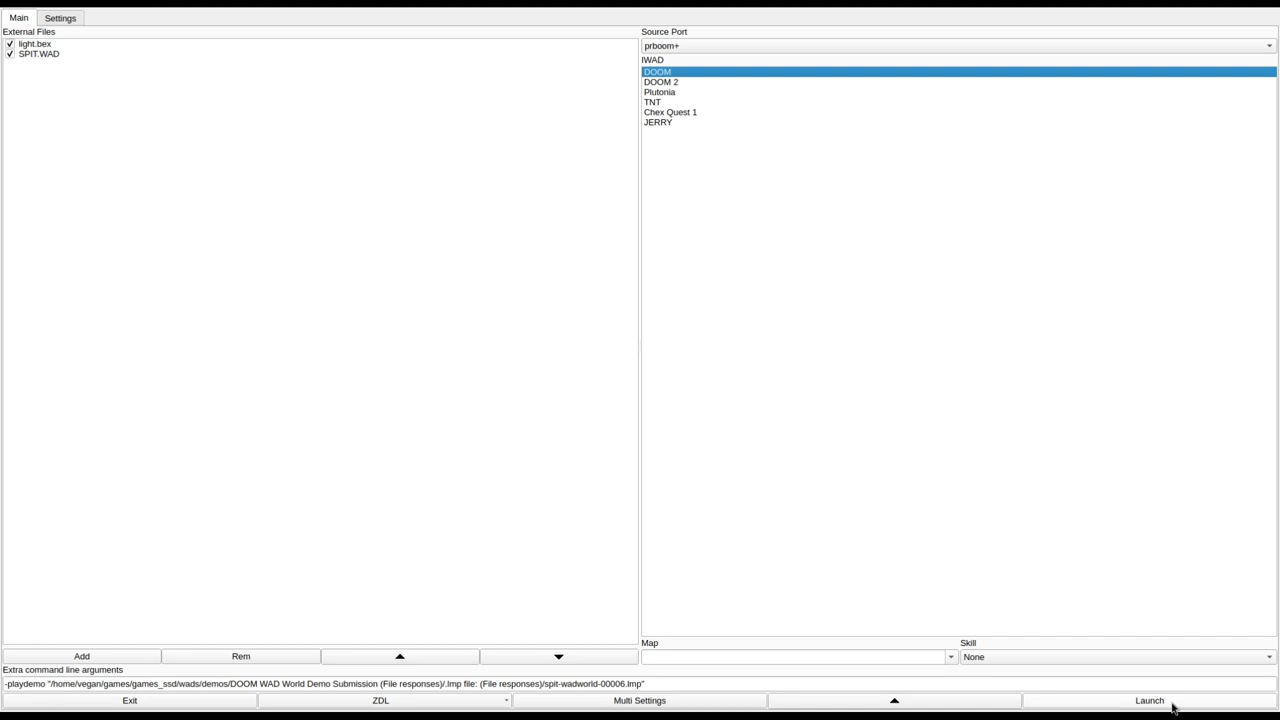 Main Settings
External Files
light.bex
SPIT.WAD
Source Port
prboom+
IWAD
DOOM
DOOM 2
Plutonia
TNT
Chex Quest 1
JERRY
Map Skill
None
Add Rem
Extra command line arguments
-playdemo "/home/vegan/games/games_ssd/wads/demos/DOOM WAD World Demo Submission (File responses)/.lmp file: (File responses)/spit-wadworld-00006.lmp"
Exit ZDL Multi Settings Launch